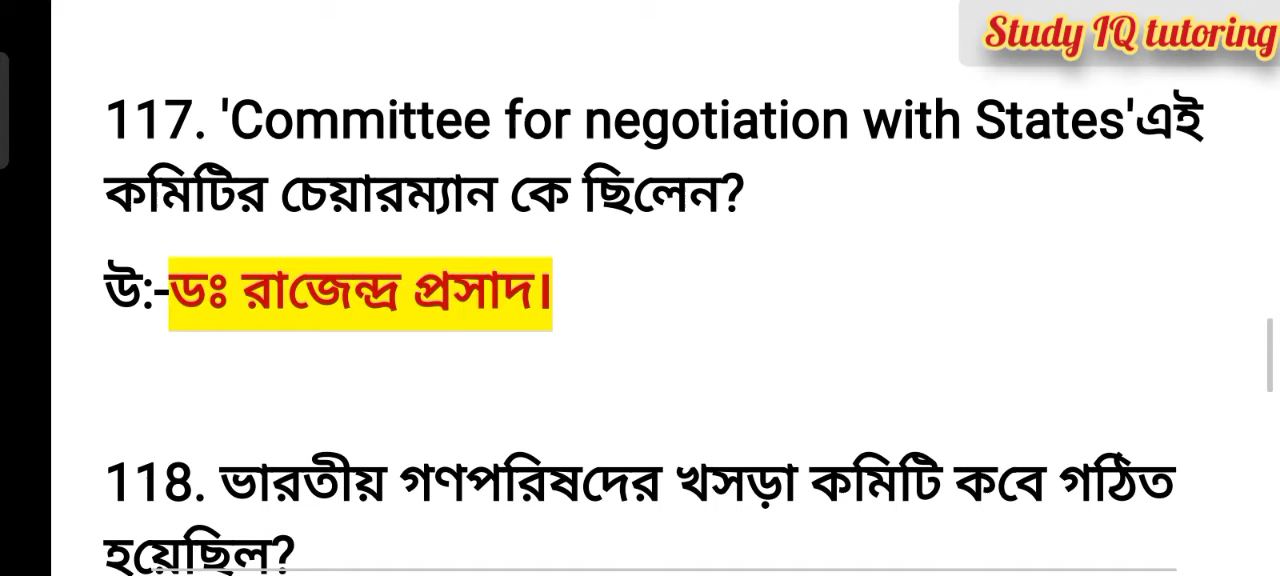 Study IQ tutoring
117. 'Committee for negotiation with States'এই
কমিটির চেয়ারম্যান কে ছিলেন?
উ:-ডঃ রাজেন্দ্র প্রসাদ।
118. ভারতীয় গণপরিষদের খসড়া কমিটি কবে গঠিত
হয়েছিল?